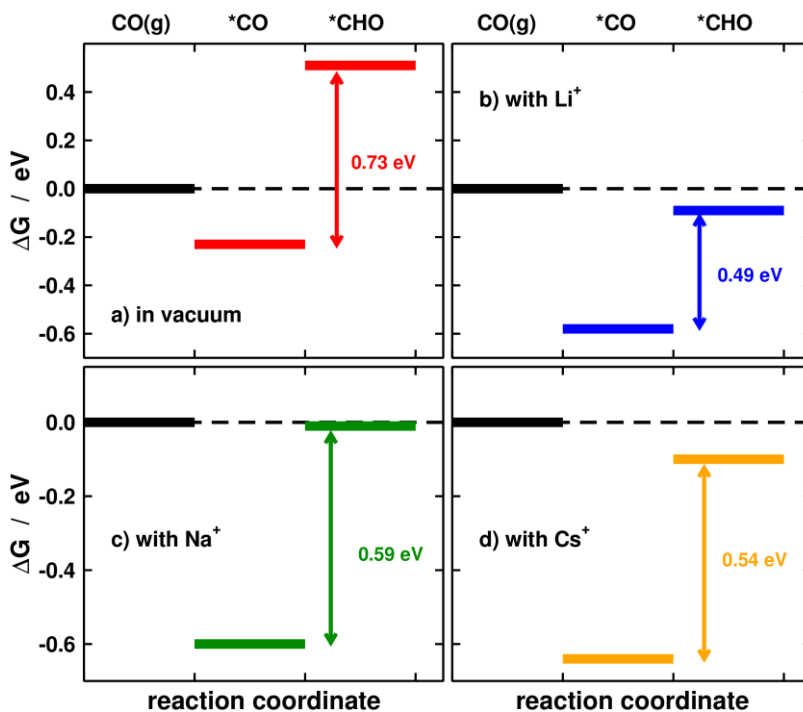 CO(g) *CO *CHO CO(g) *CO *CHO
0.4
0.2
0.0
-0.2
-0.4
-0.6
ΔG / eV
0.73 eV
a) in vacuum
b) with Li⁺
0.49 eV
0.0
-0.2
-0.4
-0.6
ΔG / eV
c) with Na⁺
0.59 eV
d) with Cs⁺
0.54 eV
reaction coordinate reaction coordinate